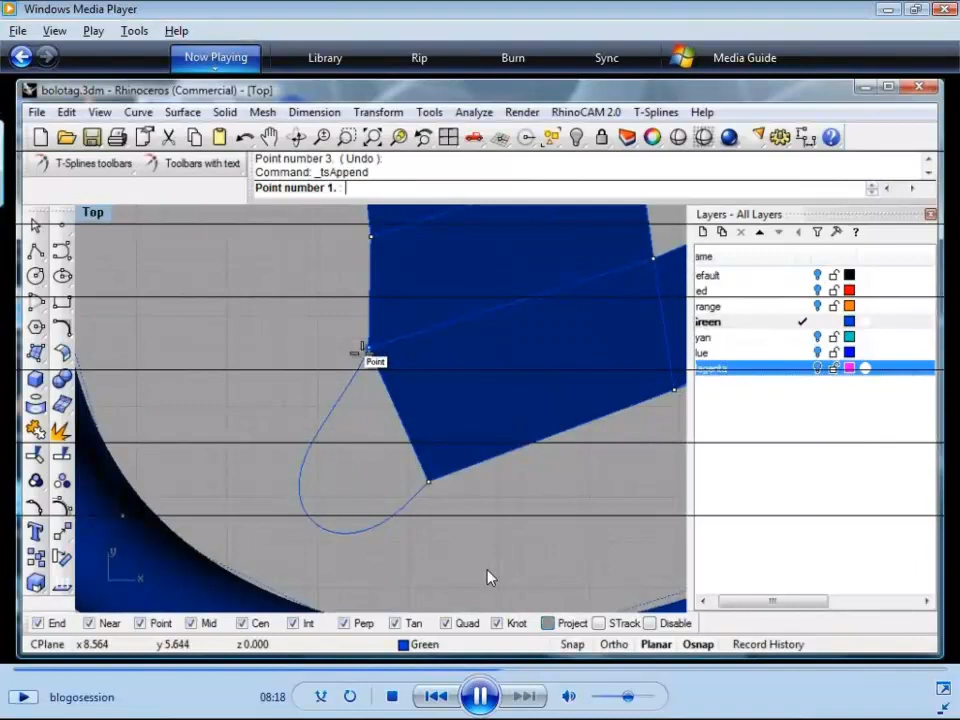 Windows Media Player
File View Play Tools Help
Now Playing Library Rip Burn Sync Media Guide
bolotag.3dm - Rhinoceros (Commercial) - [Top]
File Edit View Curve Surface Solid Mesh Dimension Transform Tools Analyze Render RhinoCAM 2.0 T-Splines Help
T-Splines toolbars Toolbars with text
Point number 3. ( Undo ):
Command: _tsAppend
Point number 1. :
Top
Layers - All Layers
ame
efault
ed
range
reen
yan
lue
agenta
Point
y
x
End Near Point Mid Cen Int Perp Tan Quad Knot Project STrack Disable
CPlane x 8.564 y 5.644 z 0.000 Green Snap Ortho Planar Osnap Record History
blogosession 08:18